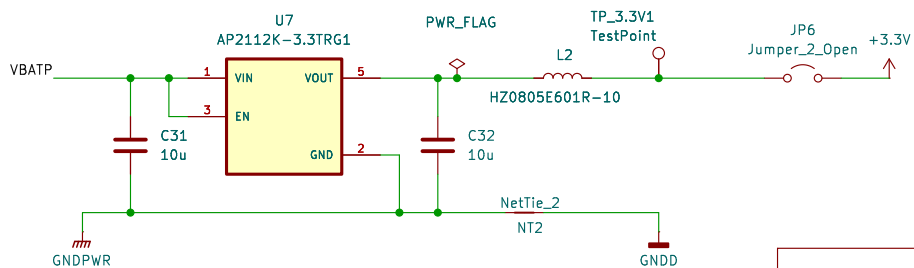 U7
AP2112K-3.3TRG1
PWR_FLAG
TP_3.3V1
TestPoint
JP6
Jumper_2_Open
+3.3V
VBATP
1
VIN
VOUT
5
L2
HZ0805E601R-10
3
EN
C31
10u
GND
2
C32
10u
NetTie_2
NT2
GNDPWR
GNDD